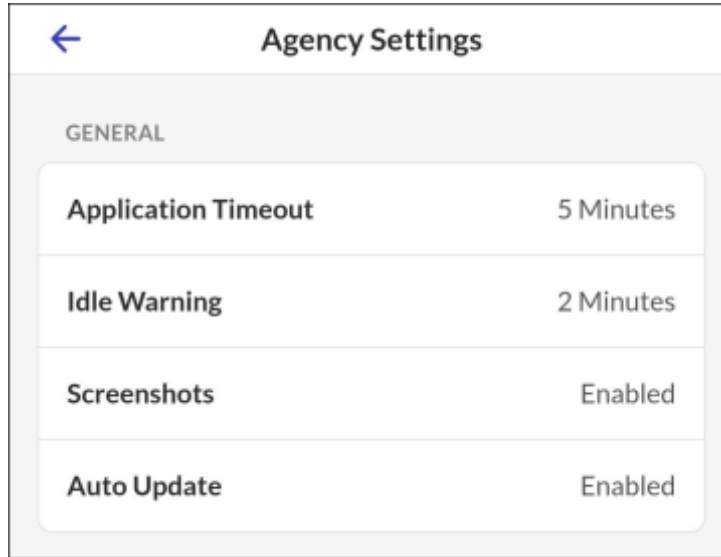 Agency Settings
GENERAL
Application Timeout 5 Minutes
Idle Warning 2 Minutes
Screenshots Enabled
Auto Update Enabled